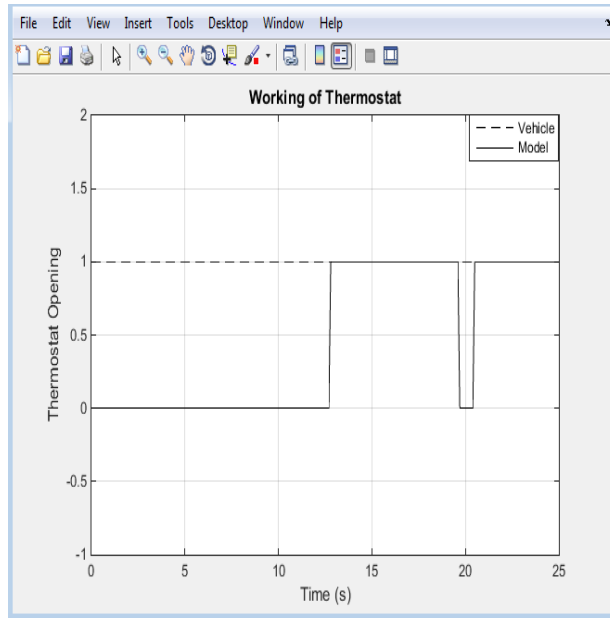 File Edit View Insert Tools Desktop Window Help
Working of Thermostat
Vehicle
Model
Thermostat Opening
2
1.5
1
0.5
0
-0.5
-1
0 5 10 15 20 25
Time (s)